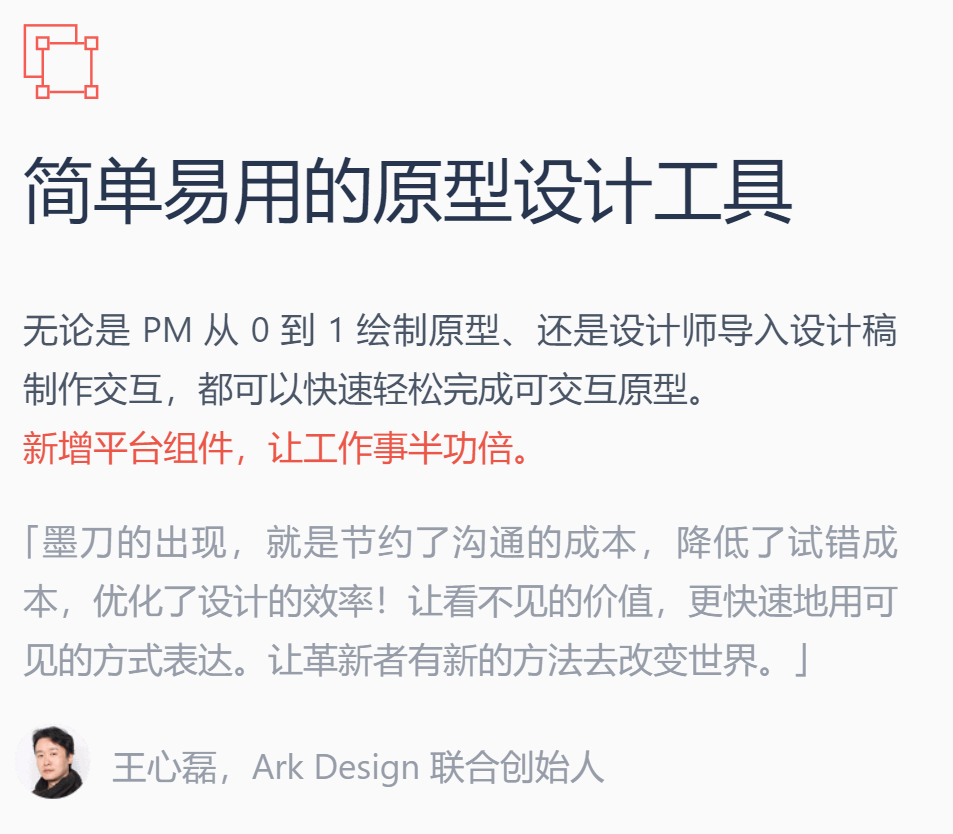 简单易用的原型设计工具
无论是 PM 从 0 到 1 绘制原型、还是设计师导入设计稿
制作交互，都可以快速轻松完成可交互原型。
新增平台组件，让工作事半功倍。
「墨刀的出现，就是节约了沟通的成本，降低了试错成
本，优化了设计的效率！让看不见的价值，更快速地用可
见的方式表达。让革新者有新的方法去改变世界。」
王心磊，Ark Design 联合创始人